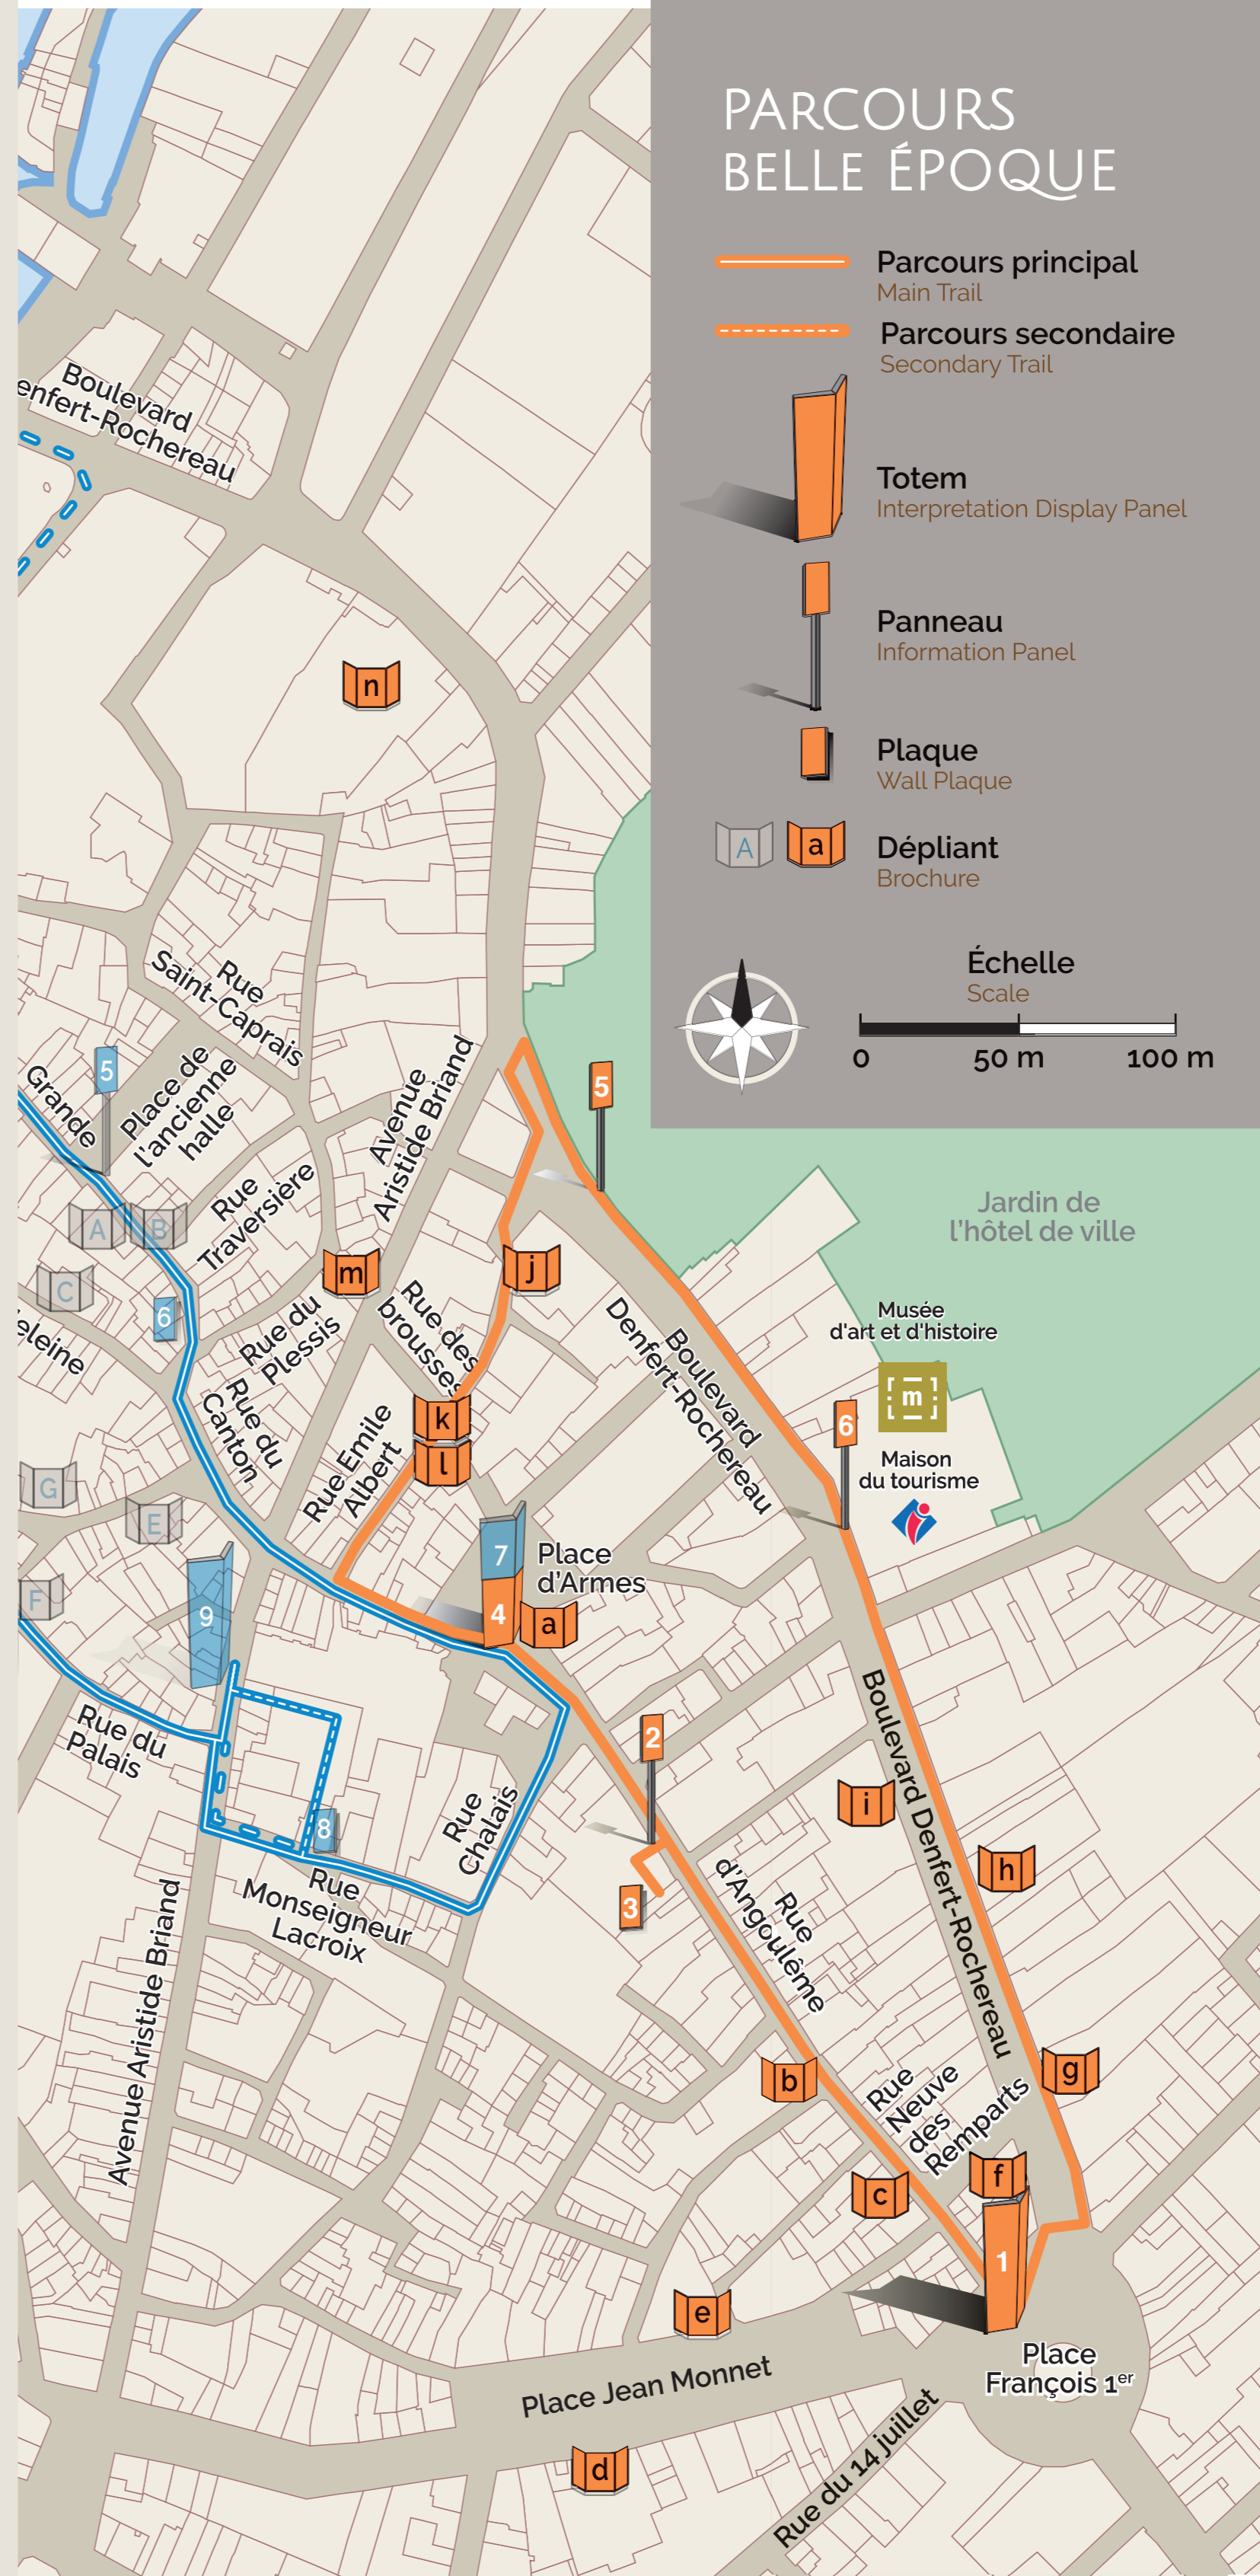 PARCOURS
BELLE ÉPOQUE
Parcours principal
Main Trail
Parcours secondaire
Secondary Trail
Totem
Interpretation Display Panel
Panneau
Information Panel
Plaque
Wall Plaque
A
a
Dépliant
Brochure
Échelle
Scale
0
50 m
100 m
Boulevard
enfert-Rochereau
n
Rue
Saint-Caprais
5
Grande
Place de
l'ancienne
halle
Avenue
Aristide Briand
5
Jardin de
l'hôtel de ville
A
B
Rue
Traversière
C
6
m
j
eleine
Rue du
Plessis
Rue des
brousses
Boulevard
Denfert-Rochereau
Musée
d'art et d'histoire
m
Maison
du tourisme
6
Rue du
Canton
Rue Emile
Albert
k
l
G
E
F
9
7
4
Place
d'Armes
a
Rue du
Palais
2
8
Rue
Chalais
3
Rue
Monseigneur
Lacroix
Boulevard Denfert-Rochereau
i
h
Rue
d'Angoulême
Avenue Aristide Briand
b
g
Rue
Neuve
des
Remparts
c
f
1
e
Place
François 1er
Place Jean Monnet
d
Rue du 14 juillet